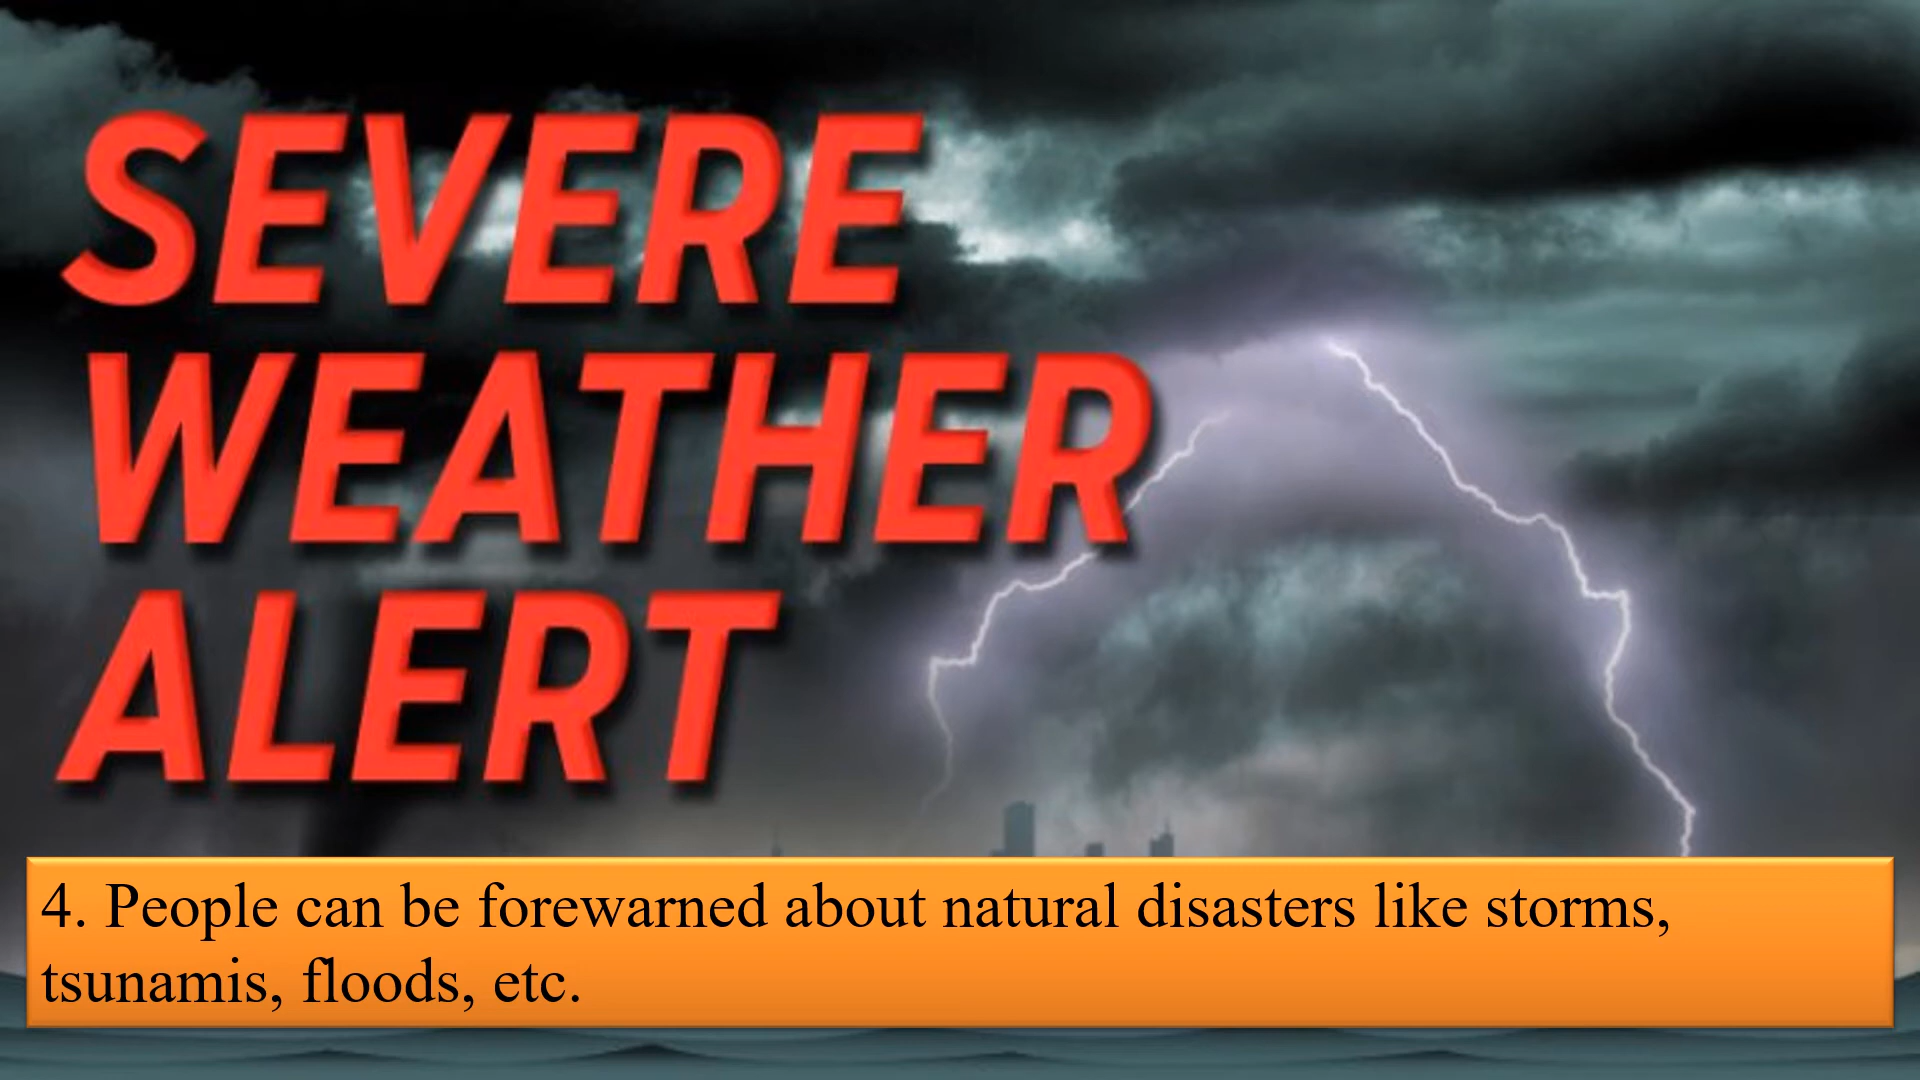 SEVERE
WEATHER
ALERT
4. People can be forewarned about natural disasters like storms,
tsunamis, floods, etc.